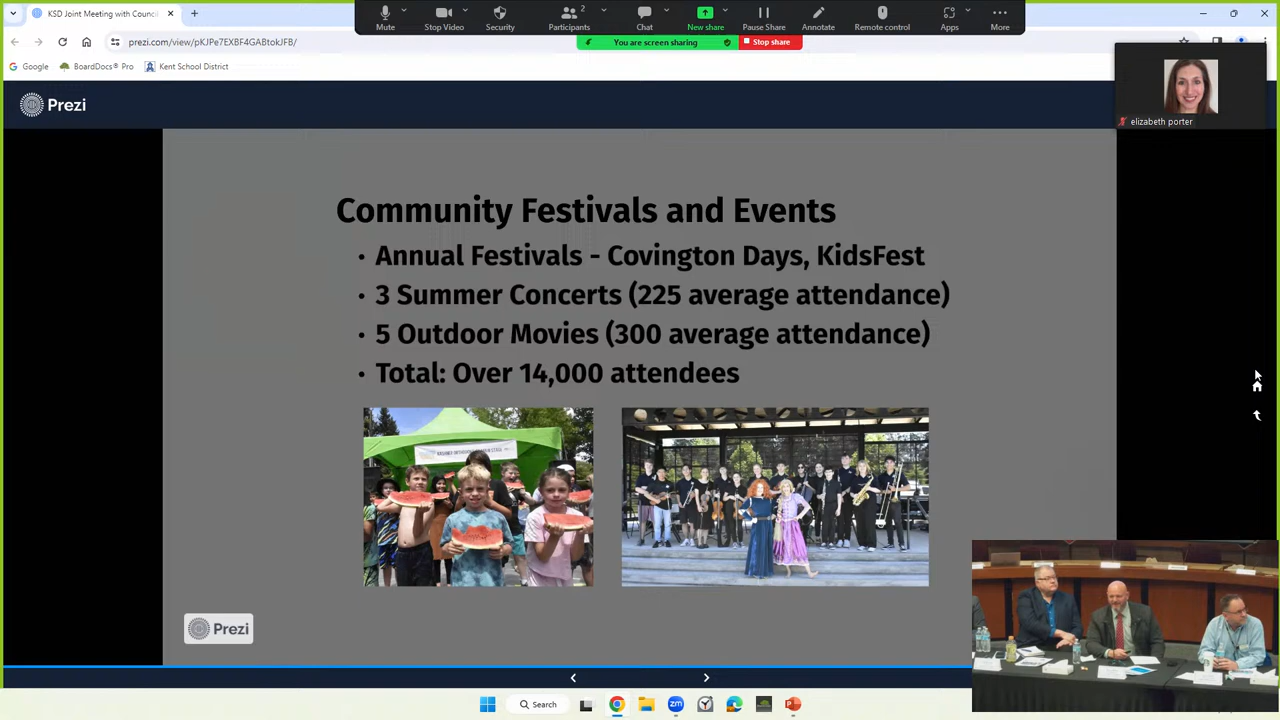 KSD Joint Meeting with Counci
Mute
Stop Video
Security
Participants
2
Chat
New share
Pause Share
Annotate
Remote control
Apps
More
You are screen sharing
Stop share
prezi.com/view/pKJPe7EXBF4GABtokJFB/
Google
BoardDocs® Pro
Kent School District
Prezi
elizabeth porter
Community Festivals and Events
• Annual Festivals - Covington Days, KidsFest
• 3 Summer Concerts (225 average attendance)
• 5 Outdoor Movies (300 average attendance)
• Total: Over 14,000 attendees
Prezi
Search
zm